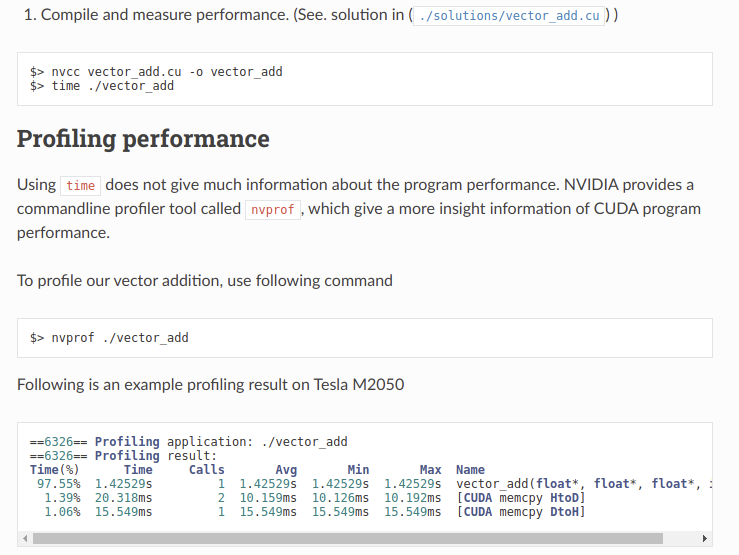 1. Compile and measure performance. (See. solution in ( ./solutions/vector_add.cu ) )
$> nvcc vector_add.cu -o vector_add
$> time ./vector_add
Profiling performance
Using time does not give much information about the program performance. NVIDIA provides a
commandline profiler tool called nvprof , which give a more insight information of CUDA program
performance.
To profile our vector addition, use following command
$> nvprof ./vector_add
Following is an example profiling result on Tesla M2050
==6326== Profiling application: ./vector_add
==6326== Profiling result:
Time(%)      Time     Calls       Avg       Min       Max  Name
 97.55%  1.42529s         1  1.42529s  1.42529s  1.42529s  vector_add(float*, float*, float*,
  1.39%  20.318ms         2  10.159ms  10.126ms  10.192ms  [CUDA memcpy HtoD]
  1.06%  15.549ms         1  15.549ms  15.549ms  15.549ms  [CUDA memcpy DtoH]